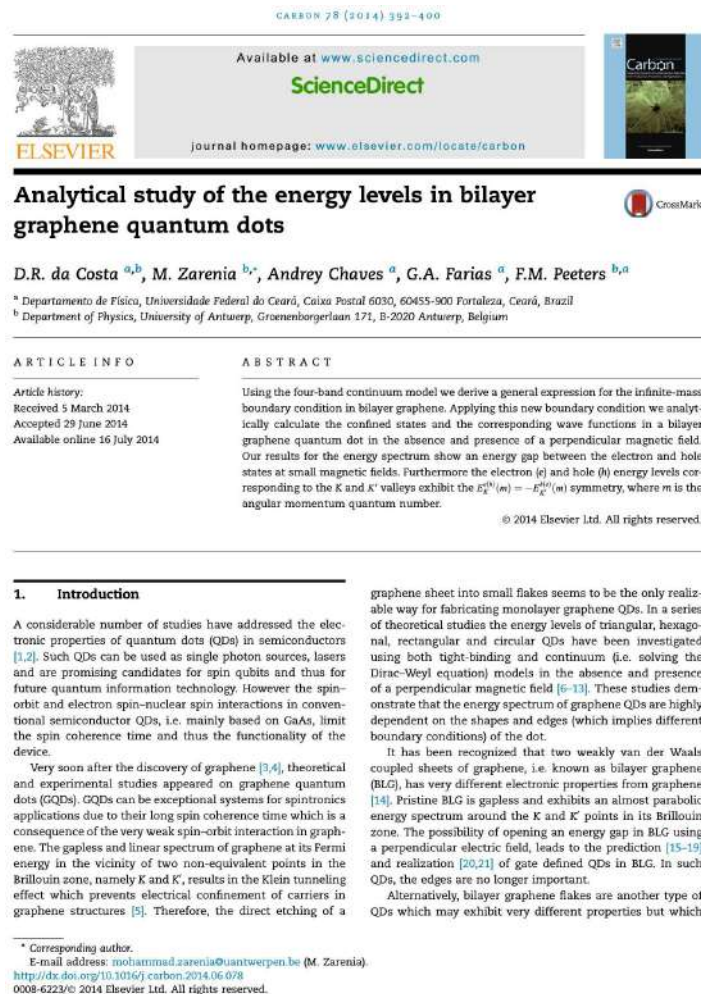 CARBON 78 (2014) 392–400
ELSEVIER
Available at www.sciencedirect.com
ScienceDirect
journal homepage: www.elsevier.com/locate/carbon
Carbon
Analytical study of the energy levels in bilayer
graphene quantum dots
CrossMark
D.R. da Costa a,b, M. Zarenia b,*, Andrey Chaves a, G.A. Farias a, F.M. Peeters b,a
a Departamento de Física, Universidade Federal do Ceará, Caixa Postal 6030, 60455-900 Fortaleza, Ceará, Brazil
b Department of Physics, University of Antwerp, Groenenborgerlaan 171, B-2020 Antwerp, Belgium
ARTICLE INFO
Article history:
Received 5 March 2014
Accepted 29 June 2014
Available online 16 July 2014
ABSTRACT
Using the four-band continuum model we derive a general expression for the infinite-mass
boundary condition in bilayer graphene. Applying this new boundary condition we analyt-
ically calculate the confined states and the corresponding wave functions in a bilayer
graphene quantum dot in the absence and presence of a perpendicular magnetic field.
Our results for the energy spectrum show an energy gap between the electron and hole
states at small magnetic fields. Furthermore the electron (e) and hole (h) energy levels cor-
responding to the K and K′ valleys exhibit the E_K^{e(h)}(m) = −E_{K′}^{h(e)}(m) symmetry, where m is the
angular momentum quantum number.
© 2014 Elsevier Ltd. All rights reserved.
1. Introduction
A considerable number of studies have addressed the elec-
tronic properties of quantum dots (QDs) in semiconductors
[1,2]. Such QDs can be used as single photon sources, lasers
and are promising candidates for spin qubits and thus for
future quantum information technology. However the spin–
orbit and electron spin–nuclear spin interactions in conven-
tional semiconductor QDs, i.e. mainly based on GaAs, limit
the spin coherence time and thus the functionality of the
device.
Very soon after the discovery of graphene [3,4], theoretical
and experimental studies appeared on graphene quantum
dots (GQDs). GQDs can be exceptional systems for spintronics
applications due to their long spin coherence time which is a
consequence of the very weak spin–orbit interaction in graph-
ene. The gapless and linear spectrum of graphene at its Fermi
energy in the vicinity of two non-equivalent points in the
Brillouin zone, namely K and K′, results in the Klein tunneling
effect which prevents electrical confinement of carriers in
graphene structures [5]. Therefore, the direct etching of a
graphene sheet into small flakes seems to be the only realiz-
able way for fabricating monolayer graphene QDs. In a series
of theoretical studies the energy levels of triangular, hexago-
nal, rectangular and circular QDs have been investigated
using both tight-binding and continuum (i.e. solving the
Dirac–Weyl equation) models in the absence and presence
of a perpendicular magnetic field [6–13]. These studies dem-
onstrate that the energy spectrum of graphene QDs are highly
dependent on the shapes and edges (which implies different
boundary conditions) of the dot.
It has been recognized that two weakly van der Waals
coupled sheets of graphene, i.e. known as bilayer graphene
(BLG), has very different electronic properties from graphene
[14]. Pristine BLG is gapless and exhibits an almost parabolic
energy spectrum around the K and K′ points in its Brillouin
zone. The possibility of opening an energy gap in BLG using
a perpendicular electric field, leads to the prediction [15–19]
and realization [20,21] of gate defined QDs in BLG. In such
QDs, the edges are no longer important.
Alternatively, bilayer graphene flakes are another type of
QDs which may exhibit very different properties but which
* Corresponding author.
E-mail address: mohammad.zarenia@uantwerpen.be (M. Zarenia).
http://dx.doi.org/10.1016/j.carbon.2014.06.078
0008-6223/© 2014 Elsevier Ltd. All rights reserved.